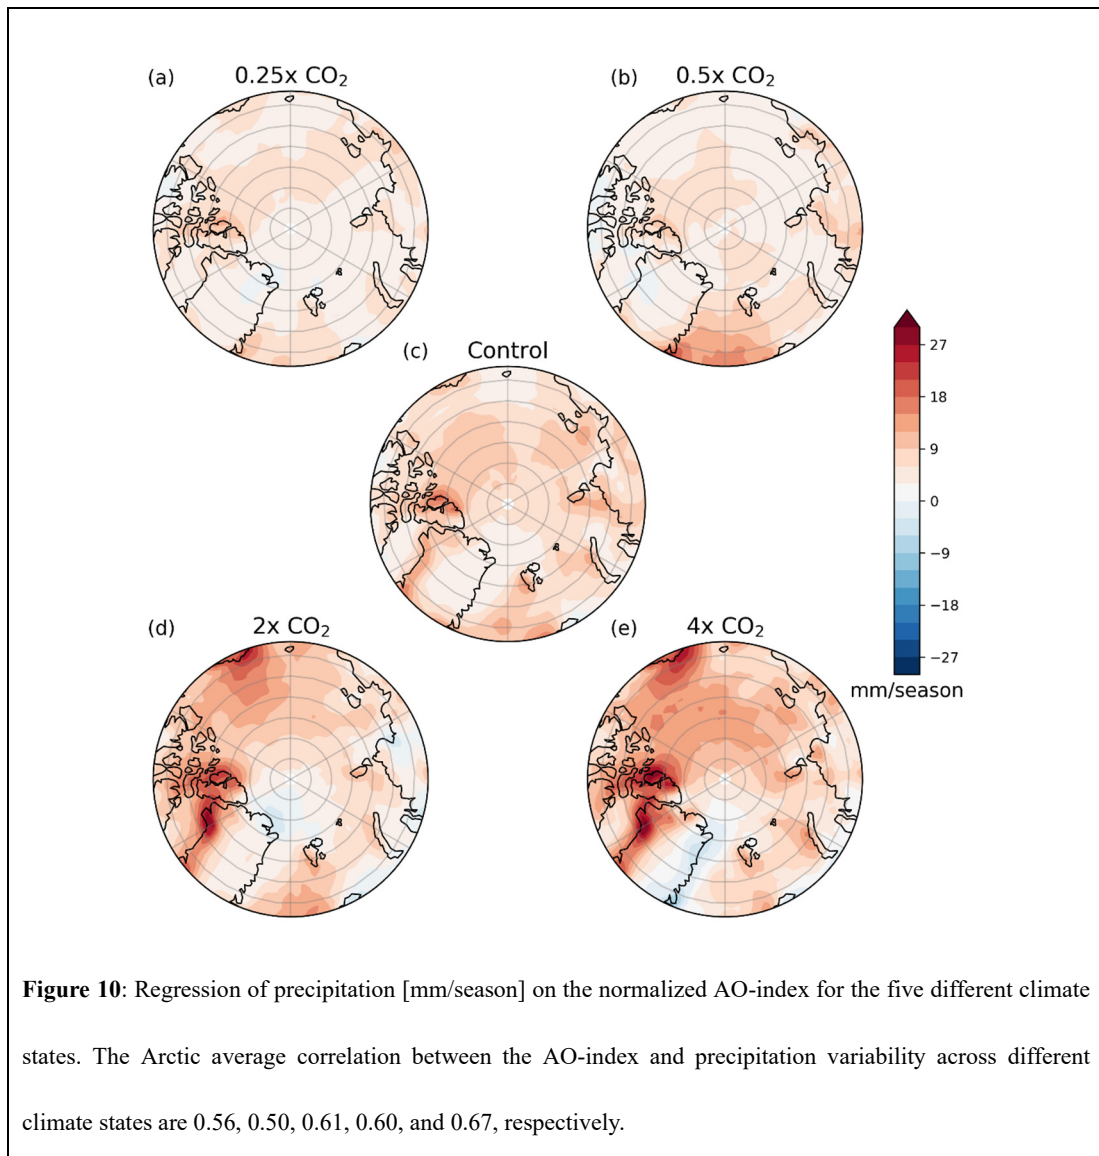 (a) 0.25x CO₂
(b) 0.5x CO₂
(c) Control
27
18
9
0
−9
−18
−27
mm/season
(d) 2x CO₂
(e) 4x CO₂
Figure 10: Regression of precipitation [mm/season] on the normalized AO-index for the five different climate
states. The Arctic average correlation between the AO-index and precipitation variability across different
climate states are 0.56, 0.50, 0.61, 0.60, and 0.67, respectively.